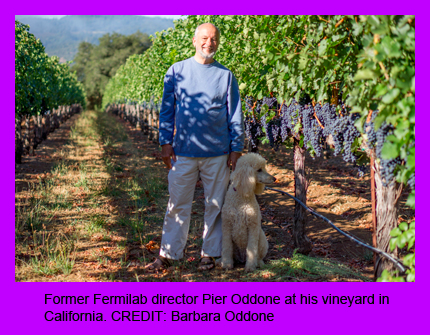 Former Fermilab director Pier Oddone at his vineyard in
California. CREDIT: Barbara Oddone